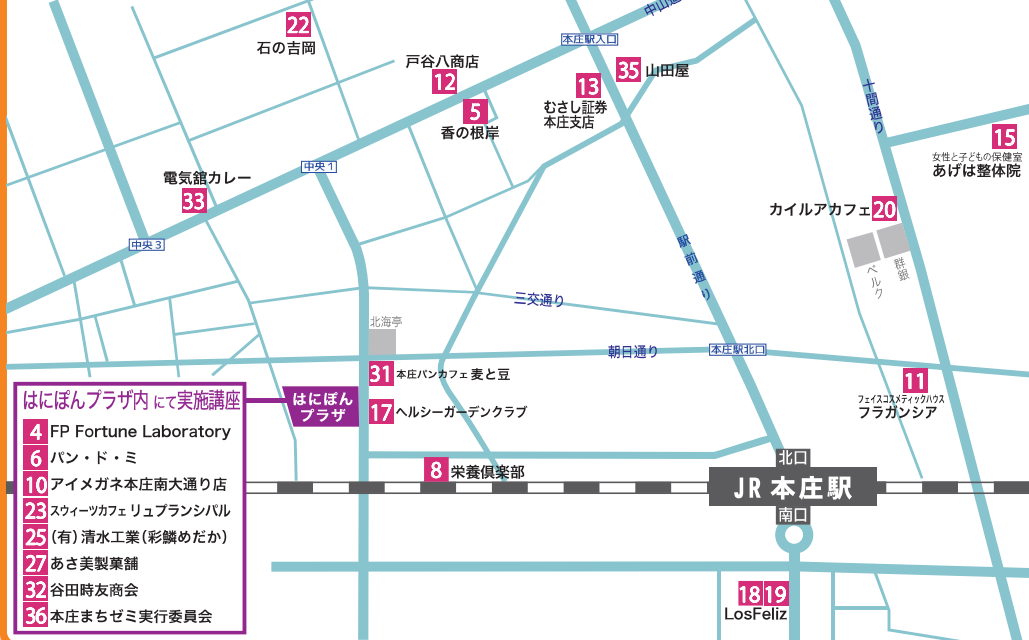 22
石の吉岡
中山道
本庄駅入口
戸谷八商店
12
5
香の根岸
35 山田屋
13
むさし証券
本庄支店
十間通り
15
女性と子どもの保健室
あげは整体院
電気舘カレー
33
中央1
中央3
カイルアカフェ 20
ベルク
群銀
駅前通り
三交通り
北海亭
朝日通り
本庄駅北口
31 本庄パンカフェ 麦と豆
11
フェイスコスメティックハウス
フラガンシア
はにぽん
プラザ
17 ヘルシーガーデンクラブ
はにぽんプラザ内 にて実施講座
4 FP Fortune Laboratory
6 パン・ド・ミ
10 アイメガネ本庄南大通り店
23 スウィーツカフェ リュプランシパル
25 (有)清水工業(彩鱗めだか)
27 あさ美製菓舗
32 谷田時友商会
36 本庄まちゼミ実行委員会
8 栄養倶楽部
北口
JR 本庄駅
南口
18 19
LosFeliz